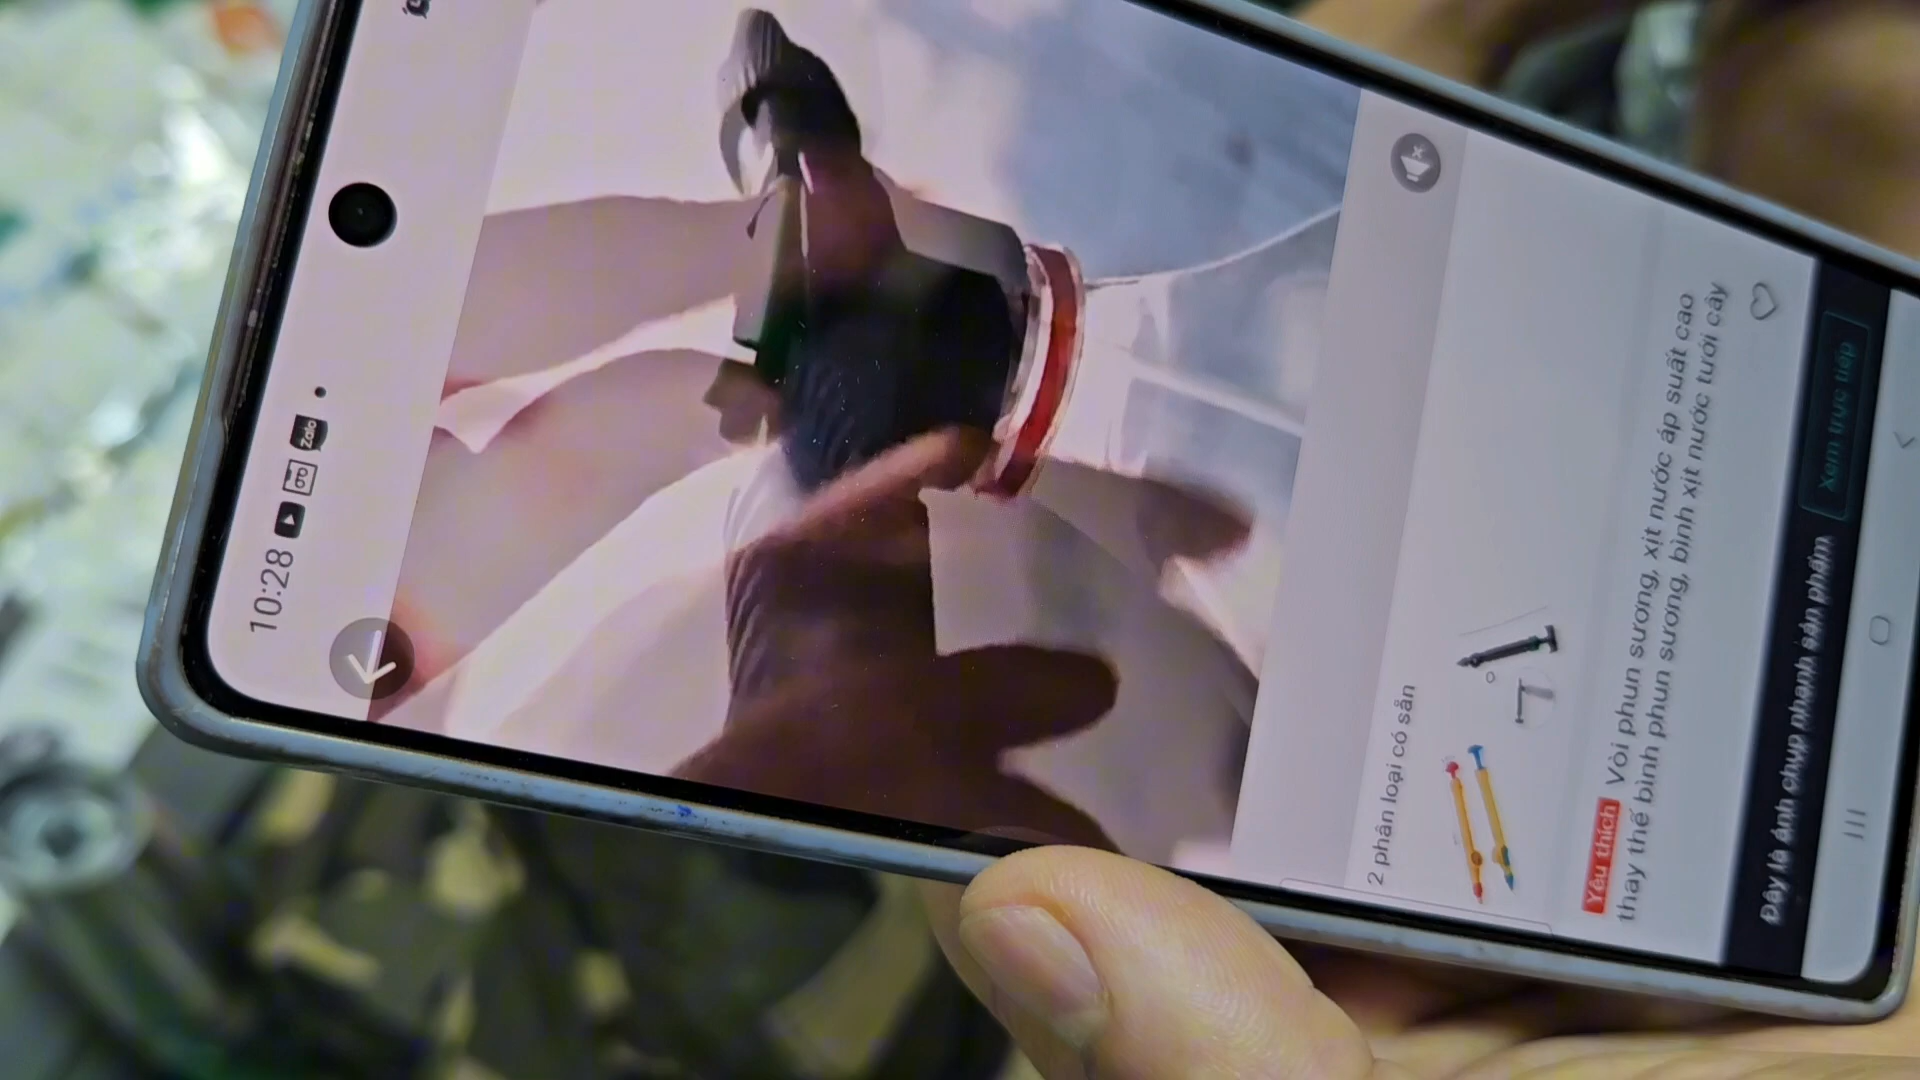 10:28
Zalo
2 phân loại có sẵn
Yêu thích Vòi phun sương, xịt nước áp suất cao
thay thế bình phun sương, bình xịt nước tưới cây
Đây là ảnh chụp nhanh sản phẩm
Xem trực tiếp